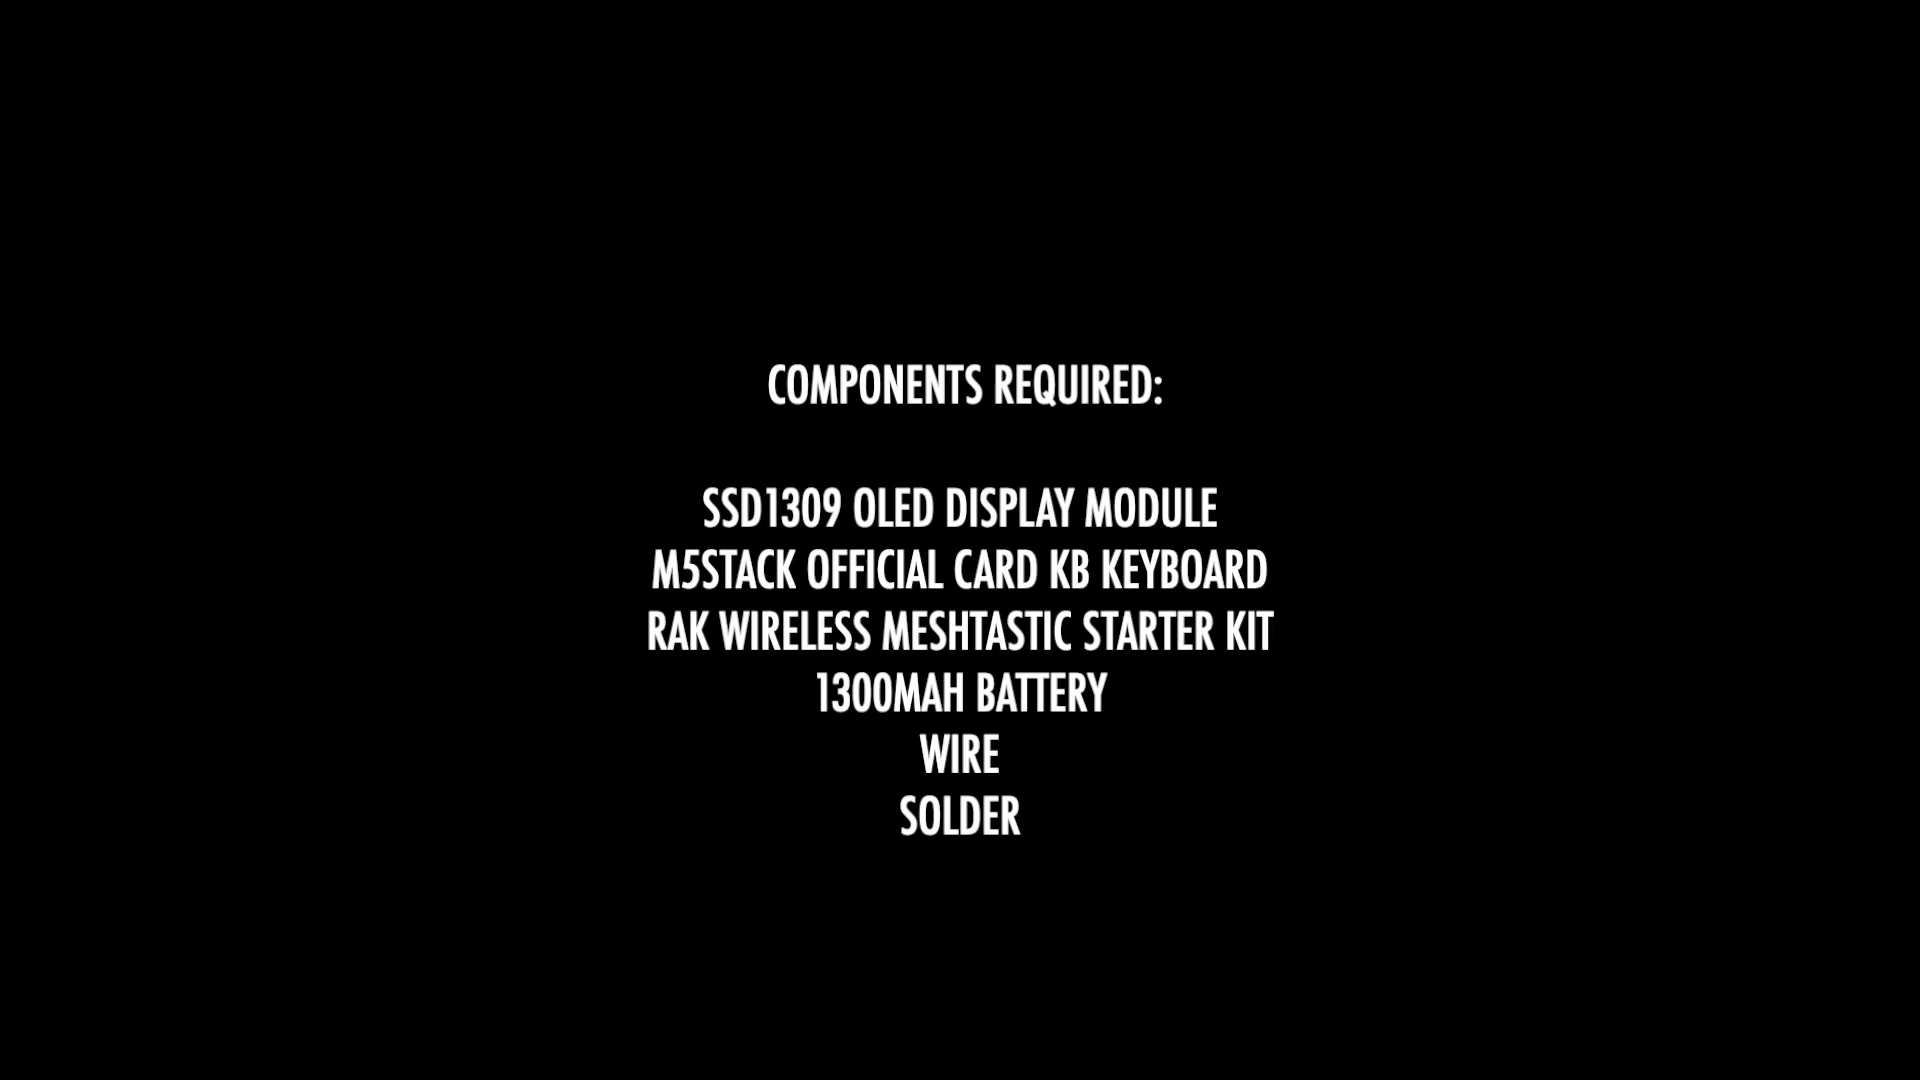 COMPONENTS REQUIRED:
SSD1309 OLED DISPLAY MODULE
M5STACK OFFICIAL CARD KB KEYBOARD
RAK WIRELESS MESHTASTIC STARTER KIT
1300MAH BATTERY
WIRE
SOLDER